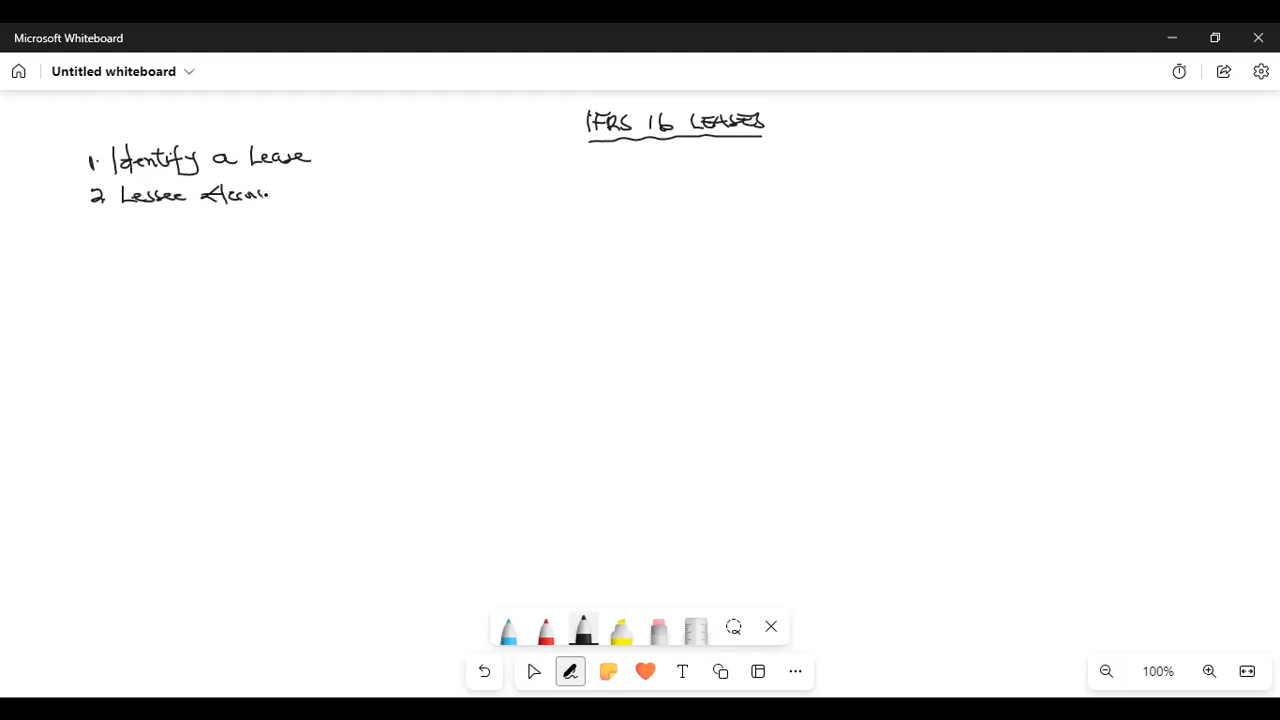 Microsoft Whiteboard
Untitled whiteboard
IFRS 16 LEASES
1. Identify a Lease
2. Lessee
100%